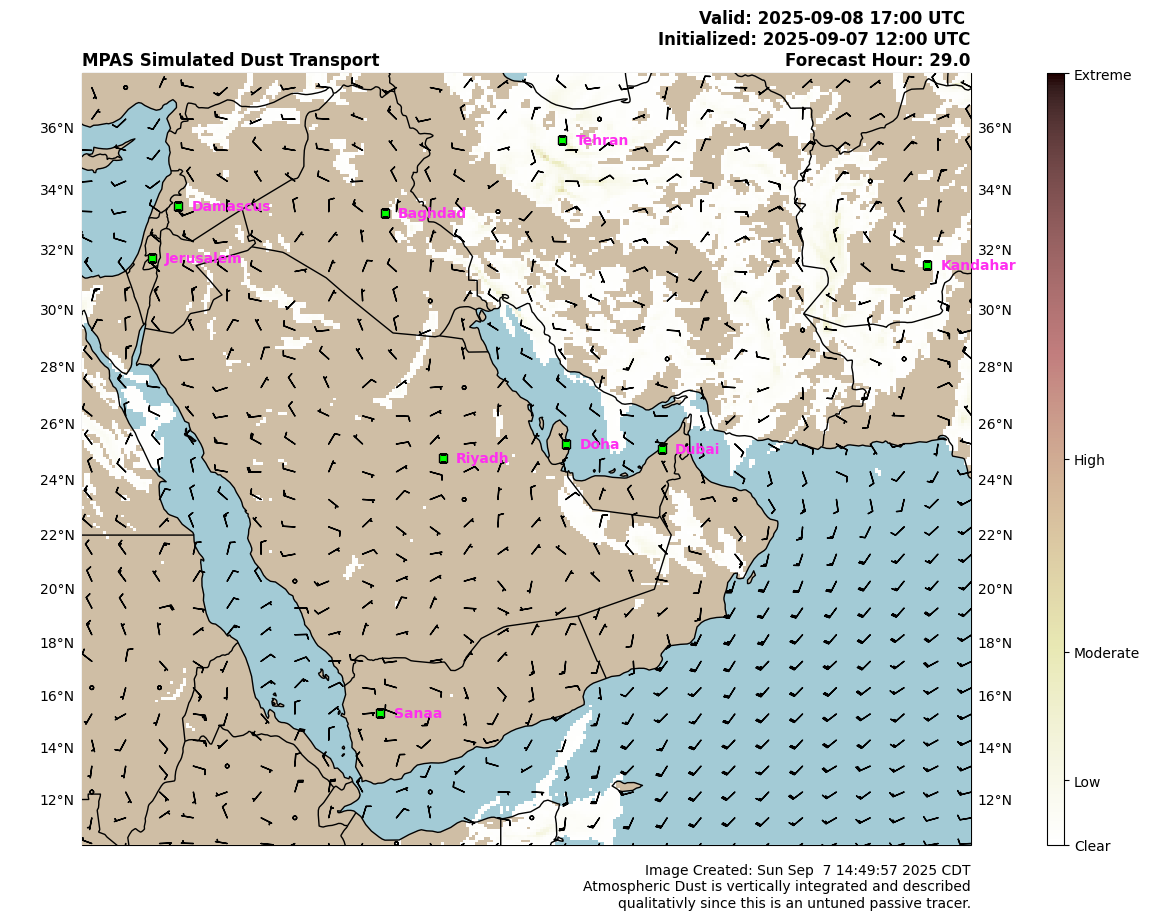 Valid: 2025-09-08 17:00 UTC
Initialized: 2025-09-07 12:00 UTC
MPAS Simulated Dust Transport
Forecast Hour: 29.0
Extreme
High
Moderate
Low
Clear
36°N
34°N
32°N
30°N
28°N
26°N
24°N
22°N
20°N
18°N
16°N
14°N
12°N
36°N
34°N
32°N
30°N
28°N
26°N
24°N
22°N
20°N
18°N
16°N
14°N
12°N
Tehran
Damascus
Baghdad
Jerusalem
Kandahar
Doha
Dubai
Riyadh
Sanaa
Image Created: Sun Sep  7 14:49:57 2025 CDT
Atmospheric Dust is vertically integrated and described
qualitativly since this is an untuned passive tracer.